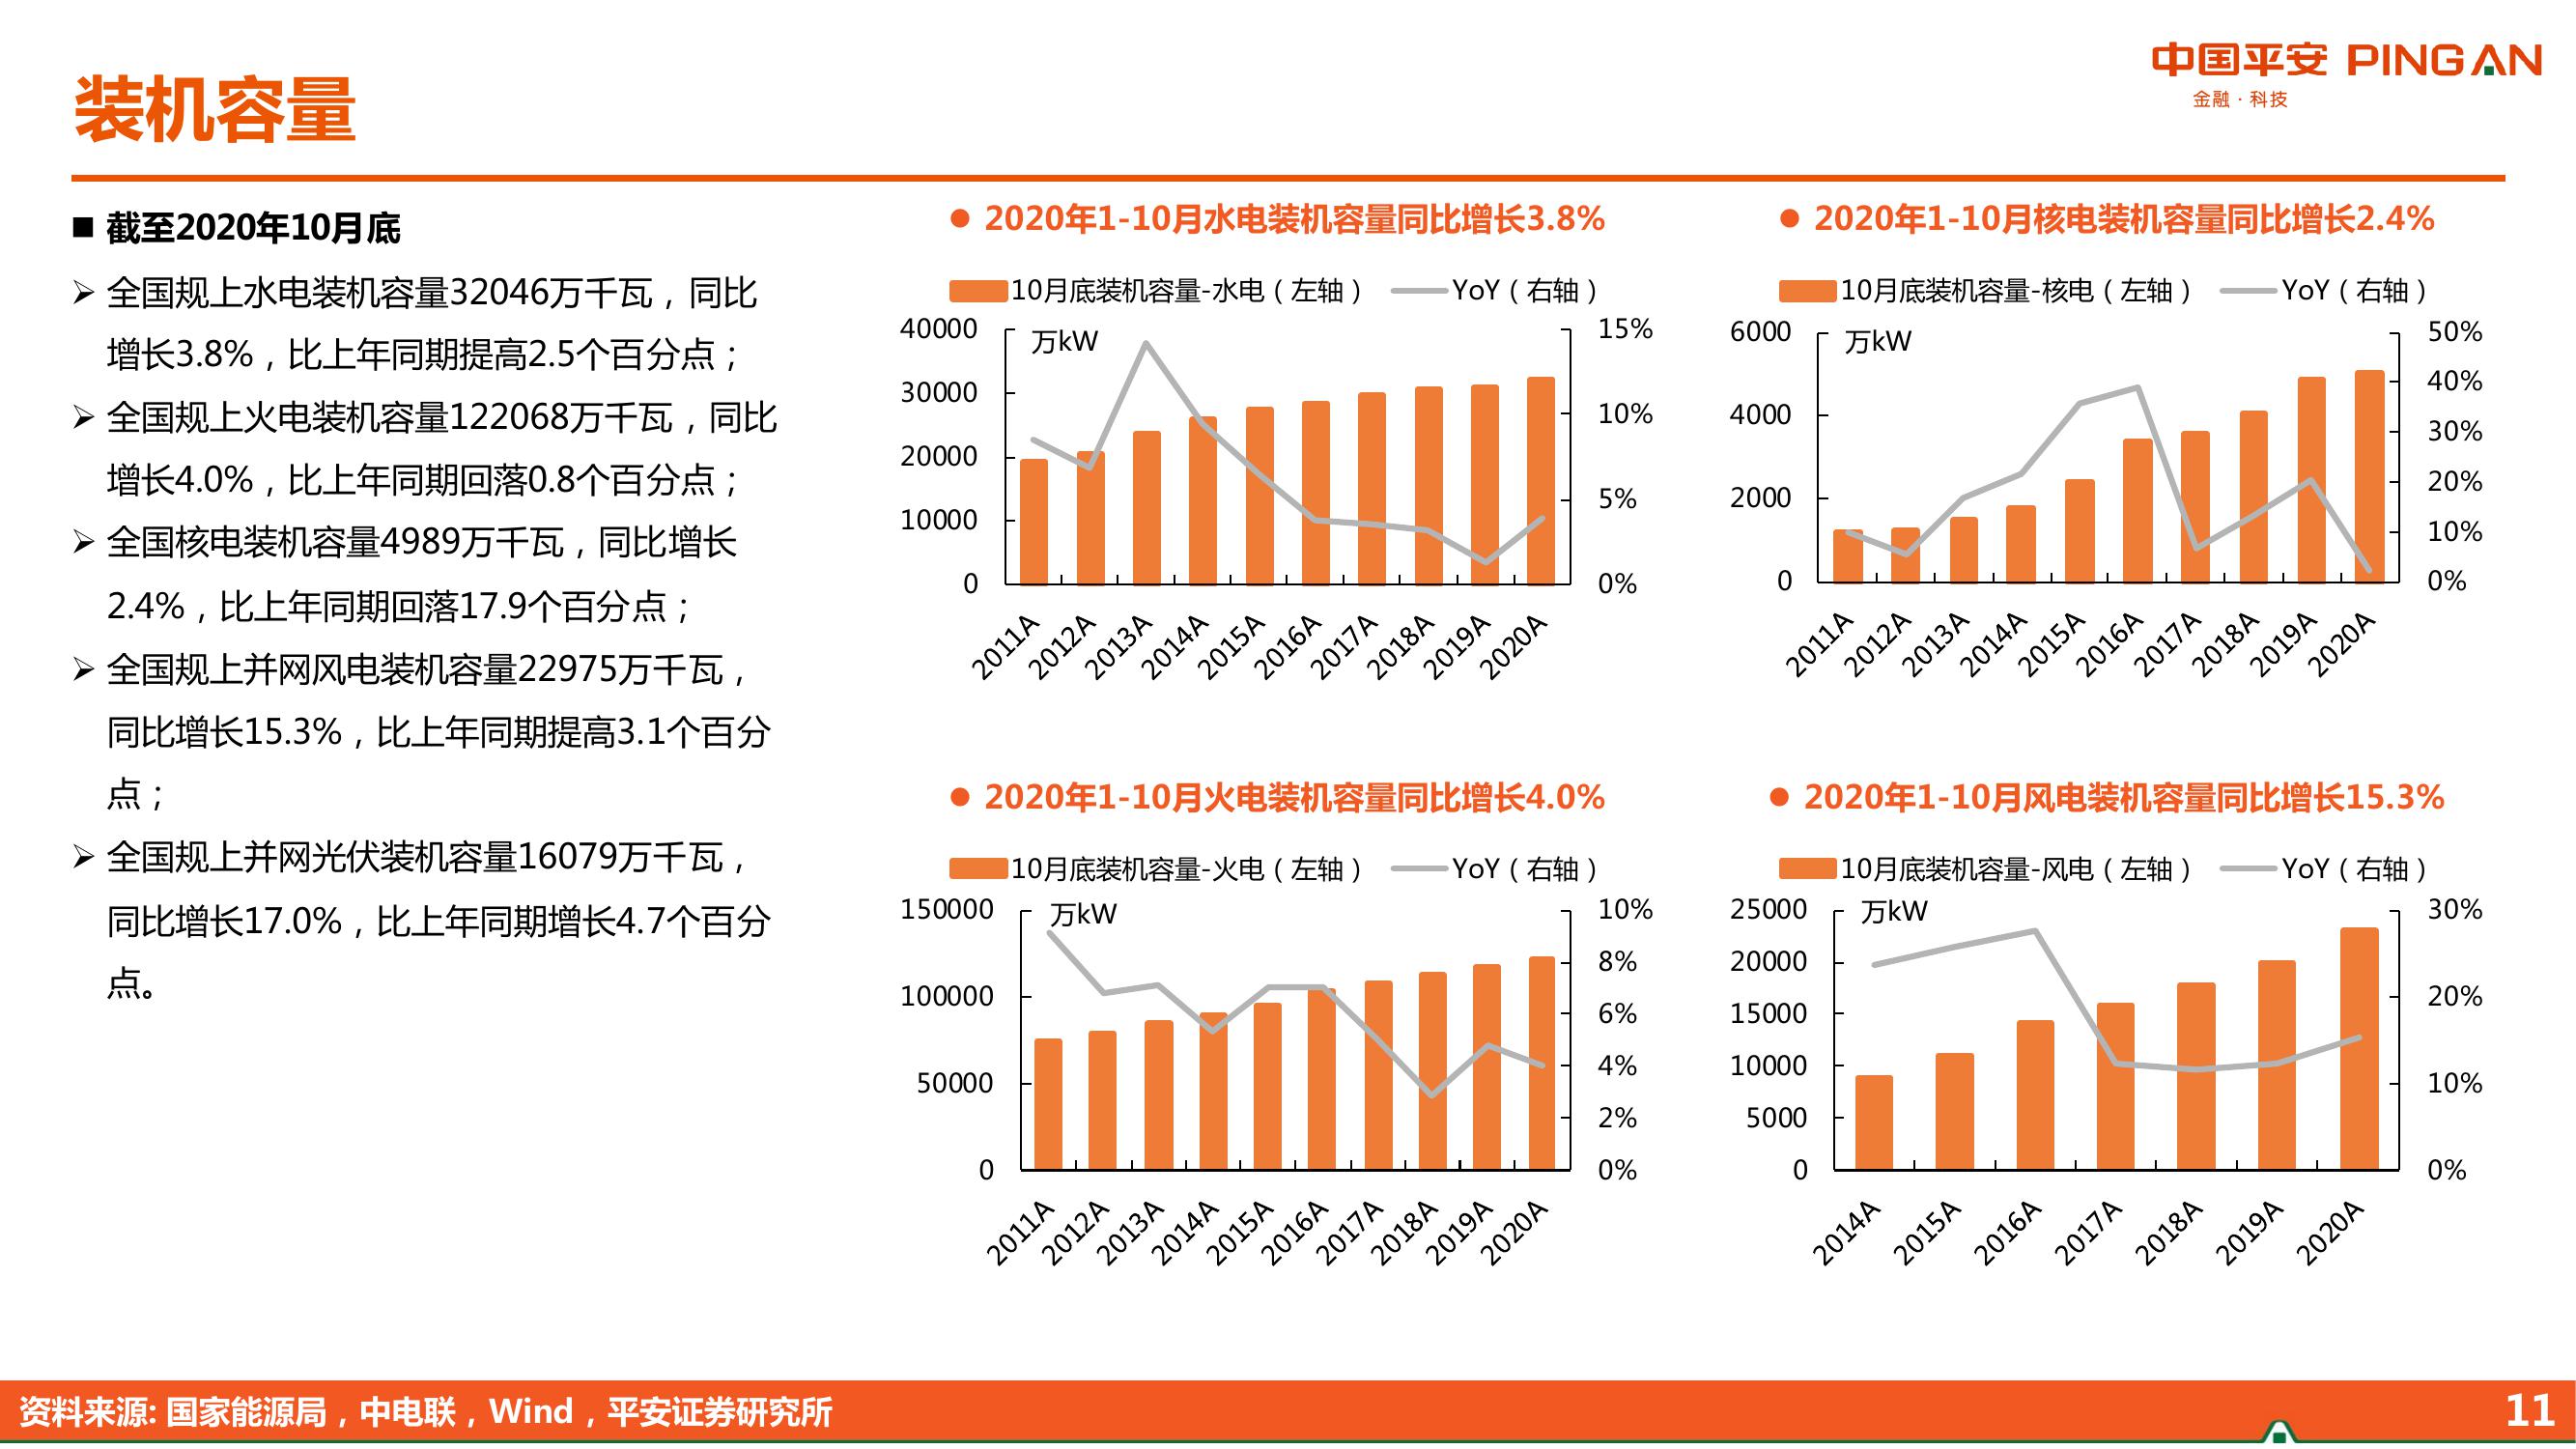 装机容量
中国平安 PINGAN
金融·科技
■ 截至2020年10月底
➢ 全国规上水电装机容量32046万千瓦，同比
增长3.8%，比上年同期提高2.5个百分点；
➢ 全国规上火电装机容量122068万千瓦，同比
增长4.0%，比上年同期回落0.8个百分点；
➢ 全国核电装机容量4989万千瓦，同比增长
2.4%，比上年同期回落17.9个百分点；
➢ 全国规上并网风电装机容量22975万千瓦，
同比增长15.3%，比上年同期提高3.1个百分
点；
➢ 全国规上并网光伏装机容量16079万千瓦，
同比增长17.0%，比上年同期增长4.7个百分
点。
● 2020年1-10月水电装机容量同比增长3.8%
10月底装机容量-水电（左轴） YoY（右轴）
万kW
40000
30000
20000
10000
0
15%
10%
5%
0%
2011A 2012A 2013A 2014A 2015A 2016A 2017A 2018A 2019A 2020A
● 2020年1-10月核电装机容量同比增长2.4%
10月底装机容量-核电（左轴） YoY（右轴）
万kW
6000
4000
2000
0
50%
40%
30%
20%
10%
0%
2011A 2012A 2013A 2014A 2015A 2016A 2017A 2018A 2019A 2020A
● 2020年1-10月火电装机容量同比增长4.0%
10月底装机容量-火电（左轴） YoY（右轴）
万kW
150000
100000
50000
0
10%
8%
6%
4%
2%
0%
2011A 2012A 2013A 2014A 2015A 2016A 2017A 2018A 2019A 2020A
● 2020年1-10月风电装机容量同比增长15.3%
10月底装机容量-风电（左轴） YoY（右轴）
万kW
25000
20000
15000
10000
5000
0
30%
20%
10%
0%
2014A 2015A 2016A 2017A 2018A 2019A 2020A
资料来源: 国家能源局，中电联，Wind，平安证券研究所
11